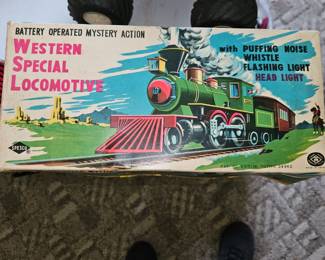 BATTERY OPERATED MYSTERY ACTION
WESTERN
SPECIAL
LOCOMOTIVE
with PUFFING NOISE
WHISTLE
FLASHING LIGHT
HEAD LIGHT